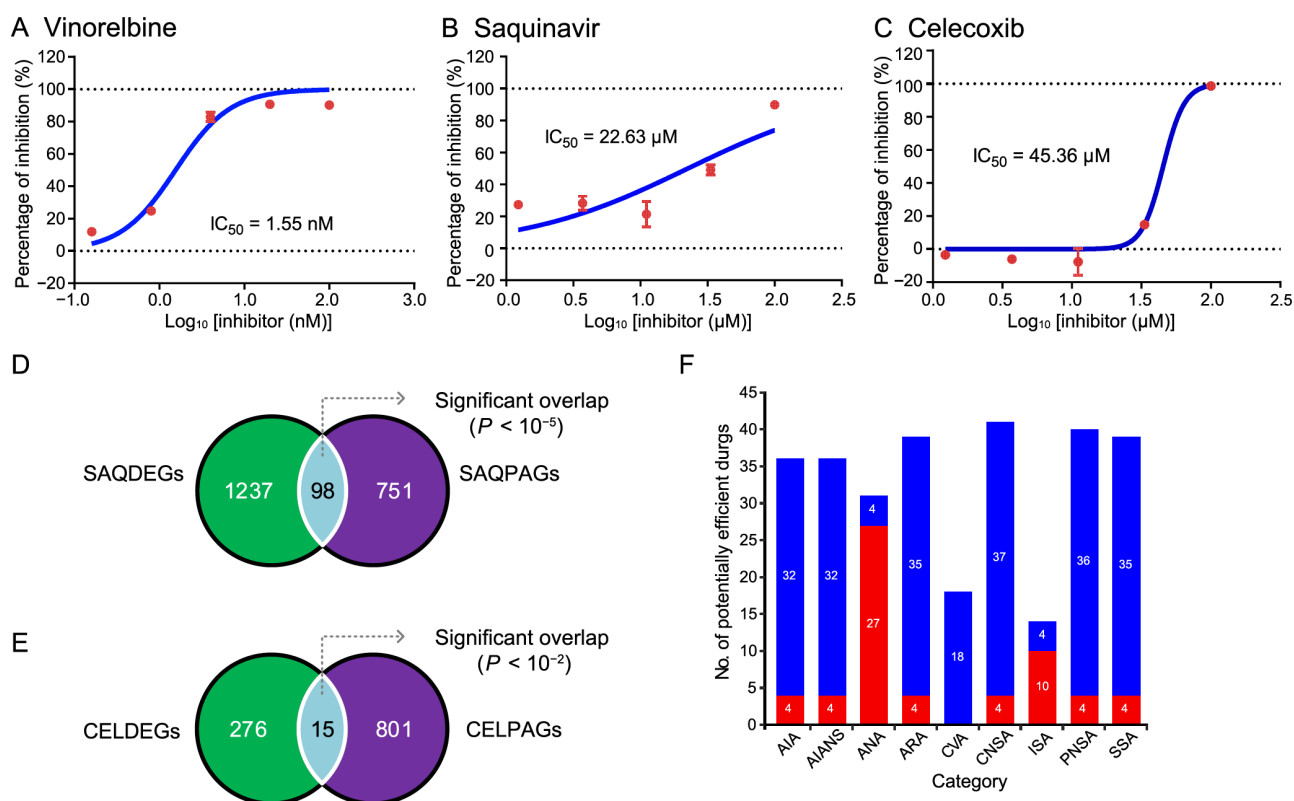 A Vinorelbine
Percentage of inhibition (%)
120
100
80
60
40
20
0
−20
IC50 = 1.55 nM
−1.0 0.0 1.0 2.0 3.0
Log10 [inhibitor (nM)]
B Saquinavir
Percentage of inhibition (%)
120
100
80
60
40
20
0
−20
IC50 = 22.63 µM
0.0 0.5 1.0 1.5 2.0 2.5
Log10 [inhibitor (µM)]
C Celecoxib
Percentage of inhibition (%)
120
100
80
60
40
20
0
−20
IC50 = 45.36 µM
0.0 0.5 1.0 1.5 2.0 2.5
Log10 [inhibitor (µM)]
D
Significant overlap
(P < 10−5)
SAQDEGs
1237
98
751
SAQPAGs
E
Significant overlap
(P < 10−2)
CELDEGs
276
15
801
CELPAGs
F
No. of potentially efficient durgs
45
40
35
30
25
20
15
10
5
0
32 32 4 35 18 37 4 36 35
4 4 27 4 4 10 4 4
AIA AIANS ANA ARA CVA CNSA ISA PNSA SSA
Category